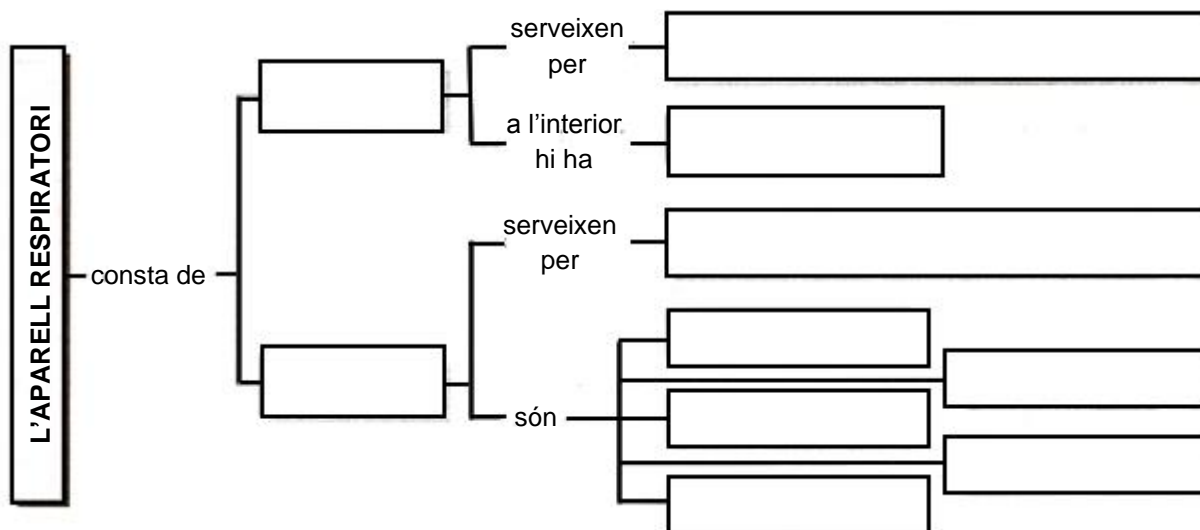 L'APARELL RESPIRATORI
consta de
serveixen
per
a l'interior
hi ha
serveixen
per
són